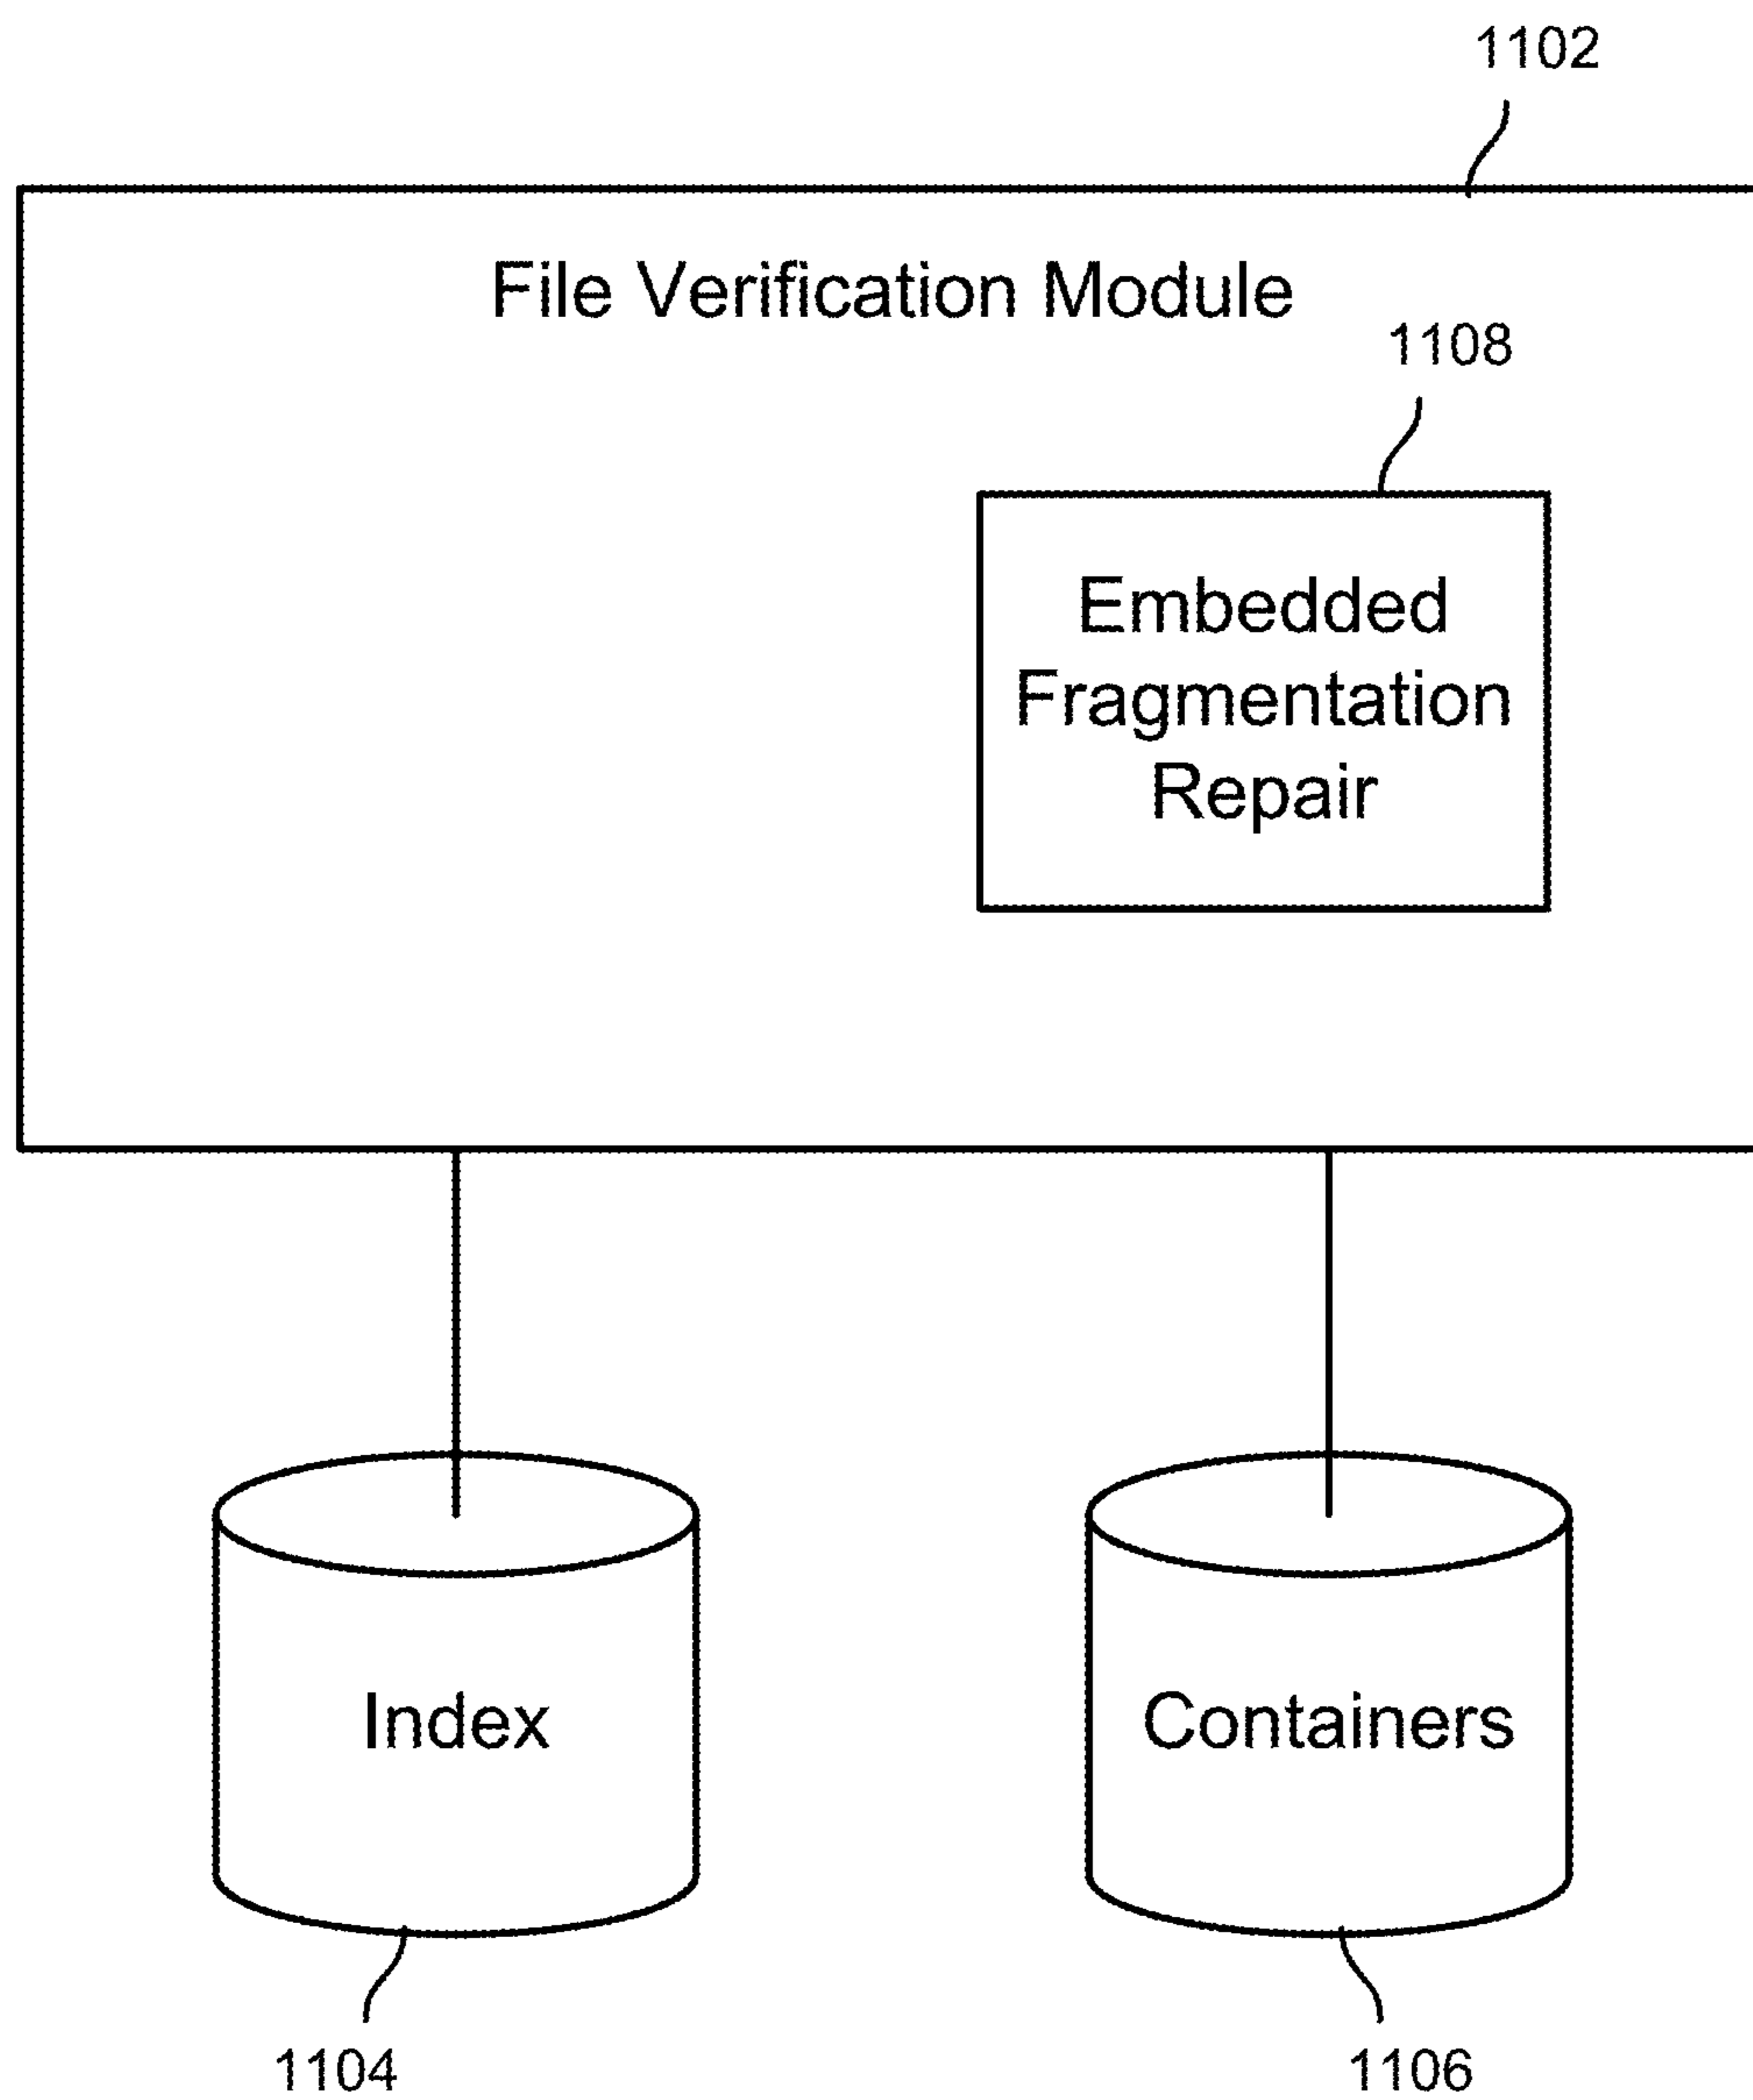 1102
File Verification Module
1108
Embedded
Fragmentation
Repair
Index
Containers
1104
1106